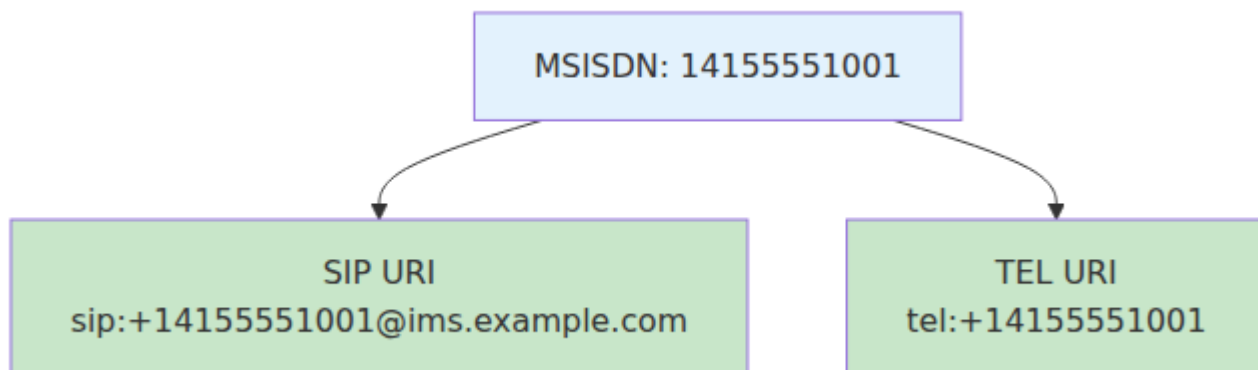 MSISDN: 14155551001
SIP URI
sip:+14155551001@ims.example.com
TEL URI
tel:+14155551001